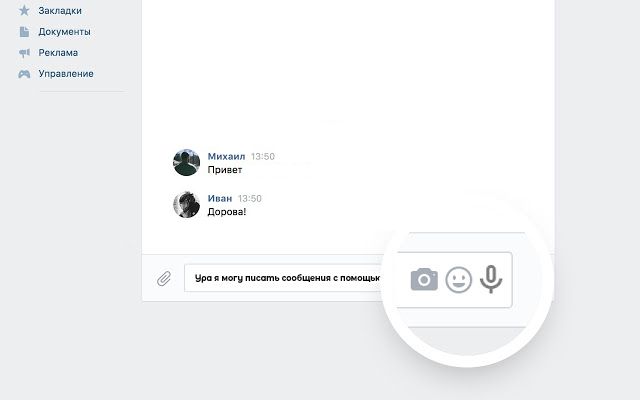 Закладки
Документы
Реклама
Управление
Михаил 13:50
Привет
Иван 13:50
Дорова!
Ура я могу писать сообщения с помощью